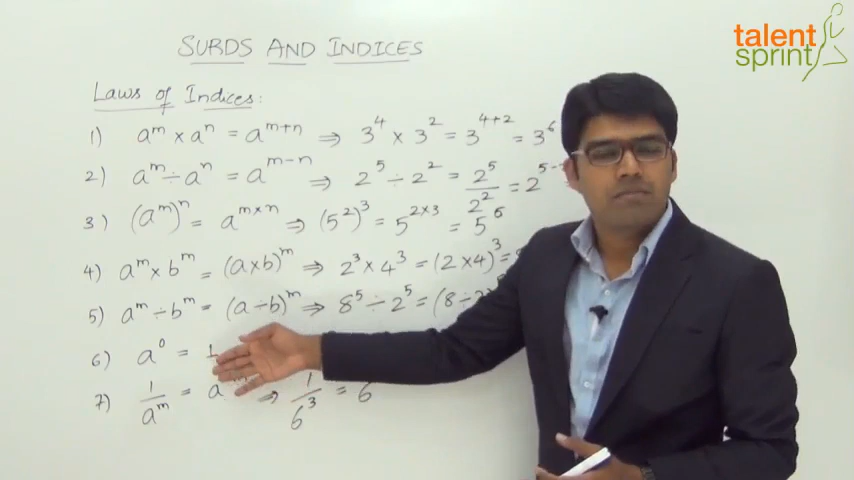 talent
sprint
SURDS AND INDICES
Laws of Indices:
1) a^m × a^n = a^(m+n) ⇒ 3^4 × 3^2 = 3^(4+2) = 3^6
2) a^m ÷ a^n = a^(m-n) ⇒ 2^5 ÷ 2^2 = 2^5/2^2 = 2^(5-
3) (a^m)^n = a^(m×n) ⇒ (5^2)^3 = 5^(2×3) = 5^6
4) a^m × b^m = (a×b)^m ⇒ 2^3 × 4^3 = (2×4)^3 =
5) a^m ÷ b^m = (a÷b)^m ⇒ 8^5 ÷ 2^5 = (8÷
6) a^0 = 1
7) 1/a^m = a ⇒ 1/6^3 = 6